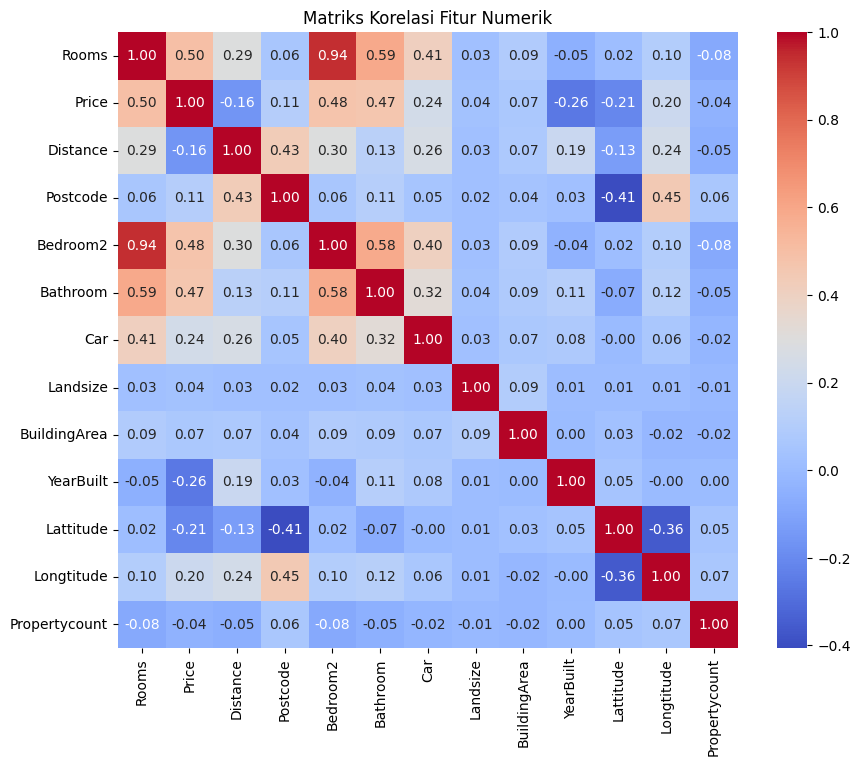 Matriks Korelasi Fitur Numerik
Rooms 1.00 0.50 0.29 0.06 0.94 0.59 0.41 0.03 0.09 -0.05 0.02 0.10 -0.08
Price 0.50 1.00 -0.16 0.11 0.48 0.47 0.24 0.04 0.07 -0.26 -0.21 0.20 -0.04
Distance 0.29 -0.16 1.00 0.43 0.30 0.13 0.26 0.03 0.07 0.19 -0.13 0.24 -0.05
Postcode 0.06 0.11 0.43 1.00 0.06 0.11 0.05 0.02 0.04 0.03 -0.41 0.45 0.06
Bedroom2 0.94 0.48 0.30 0.06 1.00 0.58 0.40 0.03 0.09 -0.04 0.02 0.10 -0.08
Bathroom 0.59 0.47 0.13 0.11 0.58 1.00 0.32 0.04 0.09 0.11 -0.07 0.12 -0.05
Car 0.41 0.24 0.26 0.05 0.40 0.32 1.00 0.03 0.07 0.08 -0.00 0.06 -0.02
Landsize 0.03 0.04 0.03 0.02 0.03 0.04 0.03 1.00 0.09 0.01 0.01 0.01 -0.01
BuildingArea 0.09 0.07 0.07 0.04 0.09 0.09 0.07 0.09 1.00 0.00 0.03 -0.02 -0.02
YearBuilt -0.05 -0.26 0.19 0.03 -0.04 0.11 0.08 0.01 0.00 1.00 0.05 -0.00 0.00
Lattitude 0.02 -0.21 -0.13 -0.41 0.02 -0.07 -0.00 0.01 0.03 0.05 1.00 -0.36 0.05
Longtitude 0.10 0.20 0.24 0.45 0.10 0.12 0.06 0.01 -0.02 -0.00 -0.36 1.00 0.07
Propertycount -0.08 -0.04 -0.05 0.06 -0.08 -0.05 -0.02 -0.01 -0.02 0.00 0.05 0.07 1.00
Rooms Price Distance Postcode Bedroom2 Bathroom Car Landsize BuildingArea YearBuilt Lattitude Longtitude Propertycount
1.0
0.8
0.6
0.4
0.2
0.0
−0.2
−0.4